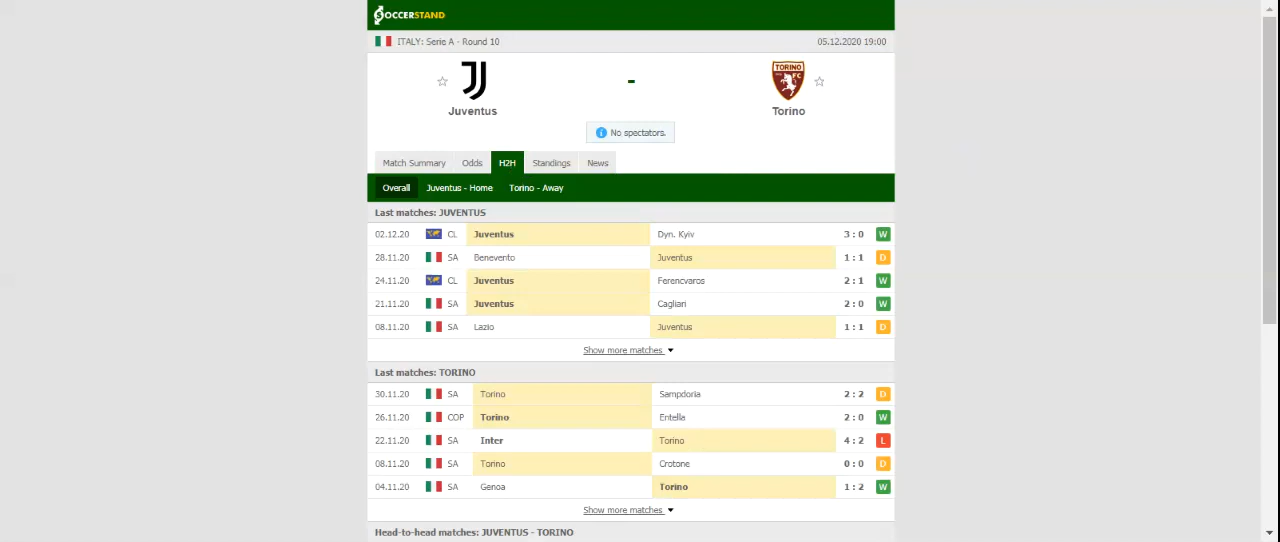 SOCCERSTAND
ITALY: Serie A - Round 10 05.12.2020 19:00
-
TORINO FC
Juventus Torino
No spectators.
Match Summary Odds H2H Standings News
Overall Juventus - Home Torino - Away
Last matches: JUVENTUS
02.12.20 CL Juventus Dyn. Kyiv 3 : 0 W
28.11.20 SA Benevento Juventus 1 : 1 D
24.11.20 CL Juventus Ferencvaros 2 : 1 W
21.11.20 SA Juventus Cagliari 2 : 0 W
08.11.20 SA Lazio Juventus 1 : 1 D
Show more matches
Last matches: TORINO
30.11.20 SA Torino Sampdoria 2 : 2 D
26.11.20 COP Torino Entella 2 : 0 W
22.11.20 SA Inter Torino 4 : 2 L
08.11.20 SA Torino Crotone 0 : 0 D
04.11.20 SA Genoa Torino 1 : 2 W
Show more matches
Head-to-head matches: JUVENTUS - TORINO